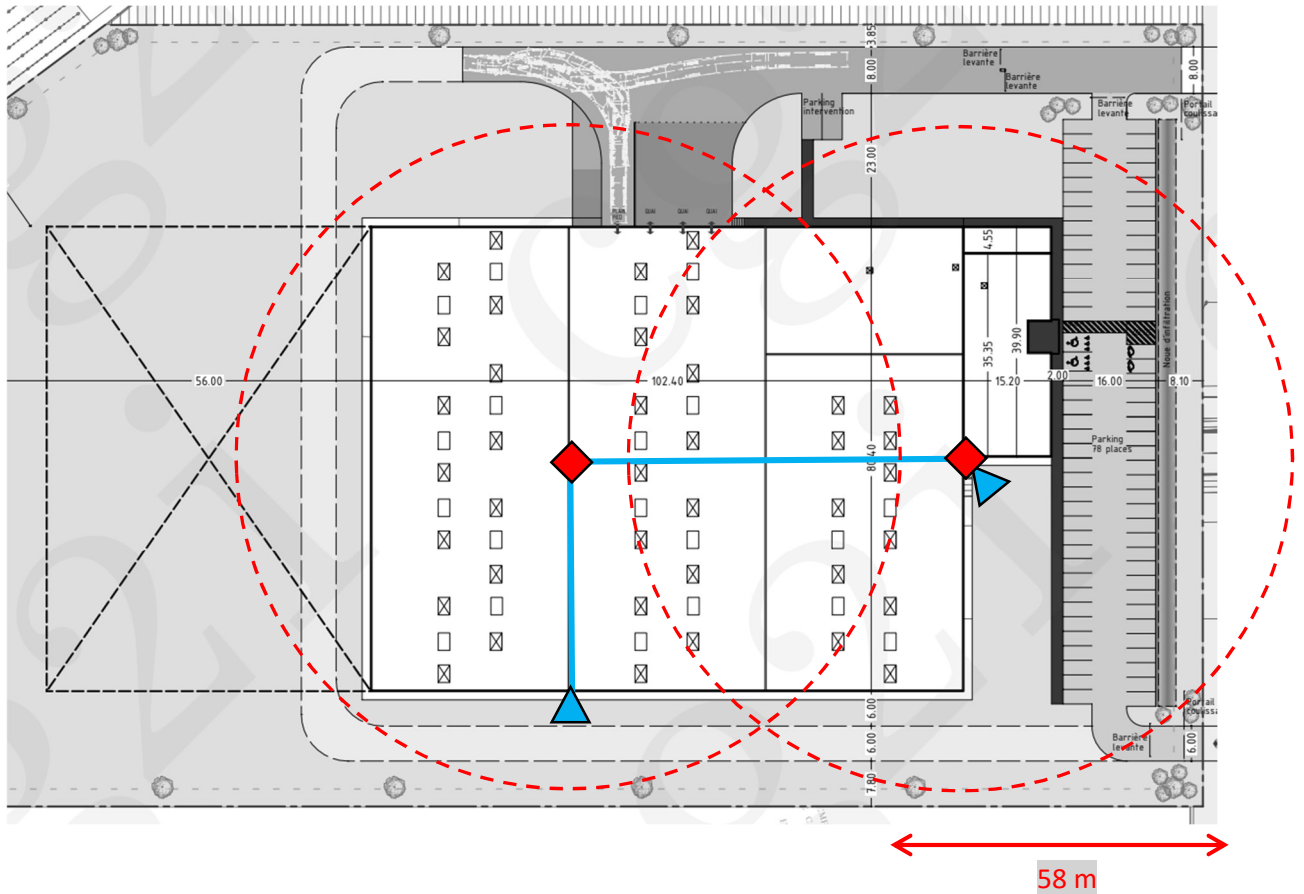 3.85
8.00
Barrière
levante
Barrière
levante
8.00
Parking
intervention
Barrière
levante
Portail
coulissa
23.00
QUAI
QUAI
QUAI
4.55
35.35
39.90
Noue d'infiltration
56.00
102.40
15.20
2.00
16.00
8.10
80.40
Parking
78 places
6.00
6.00
7.80
Portail
coulissa
Barrière
levante
6.00
58 m